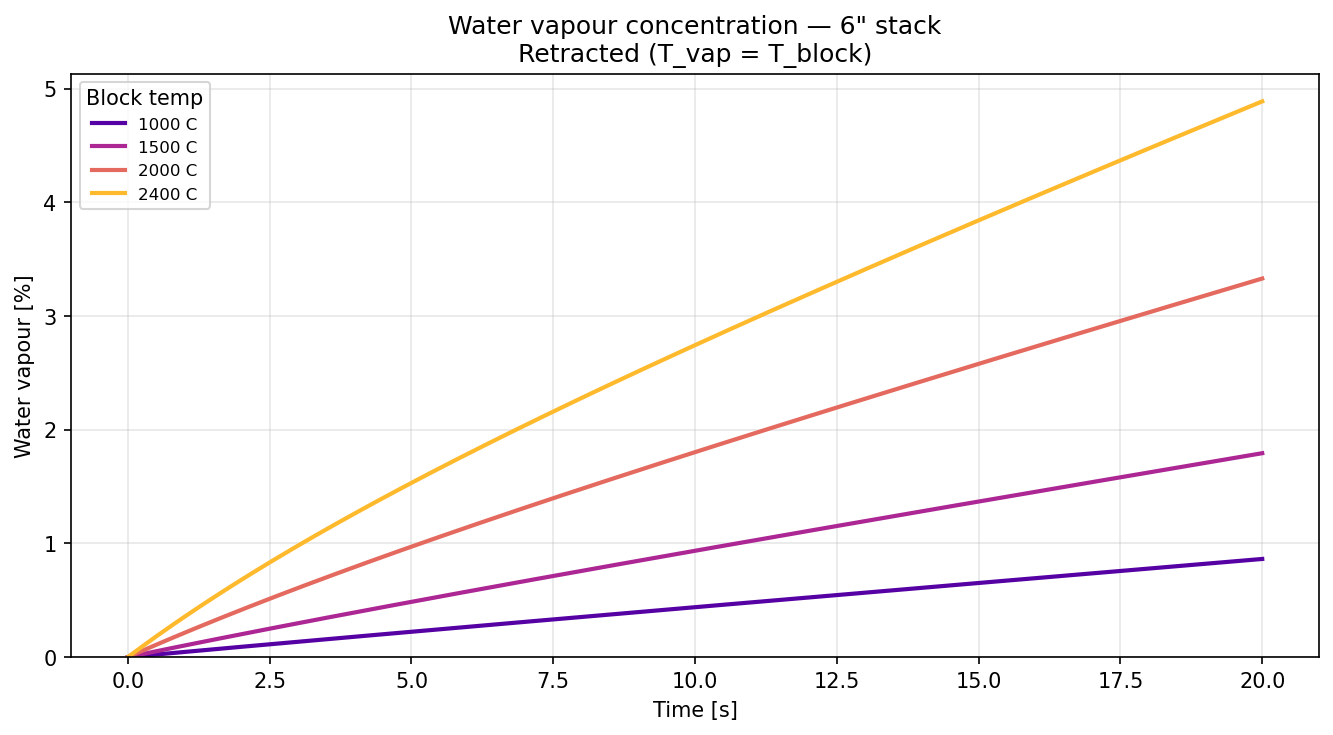 Water vapour concentration — 6" stack
Retracted (T_vap = T_block)
Block temp
1000 C
1500 C
2000 C
2400 C
Water vapour [%]
5
4
3
2
1
0
0.0 2.5 5.0 7.5 10.0 12.5 15.0 17.5 20.0
Time [s]